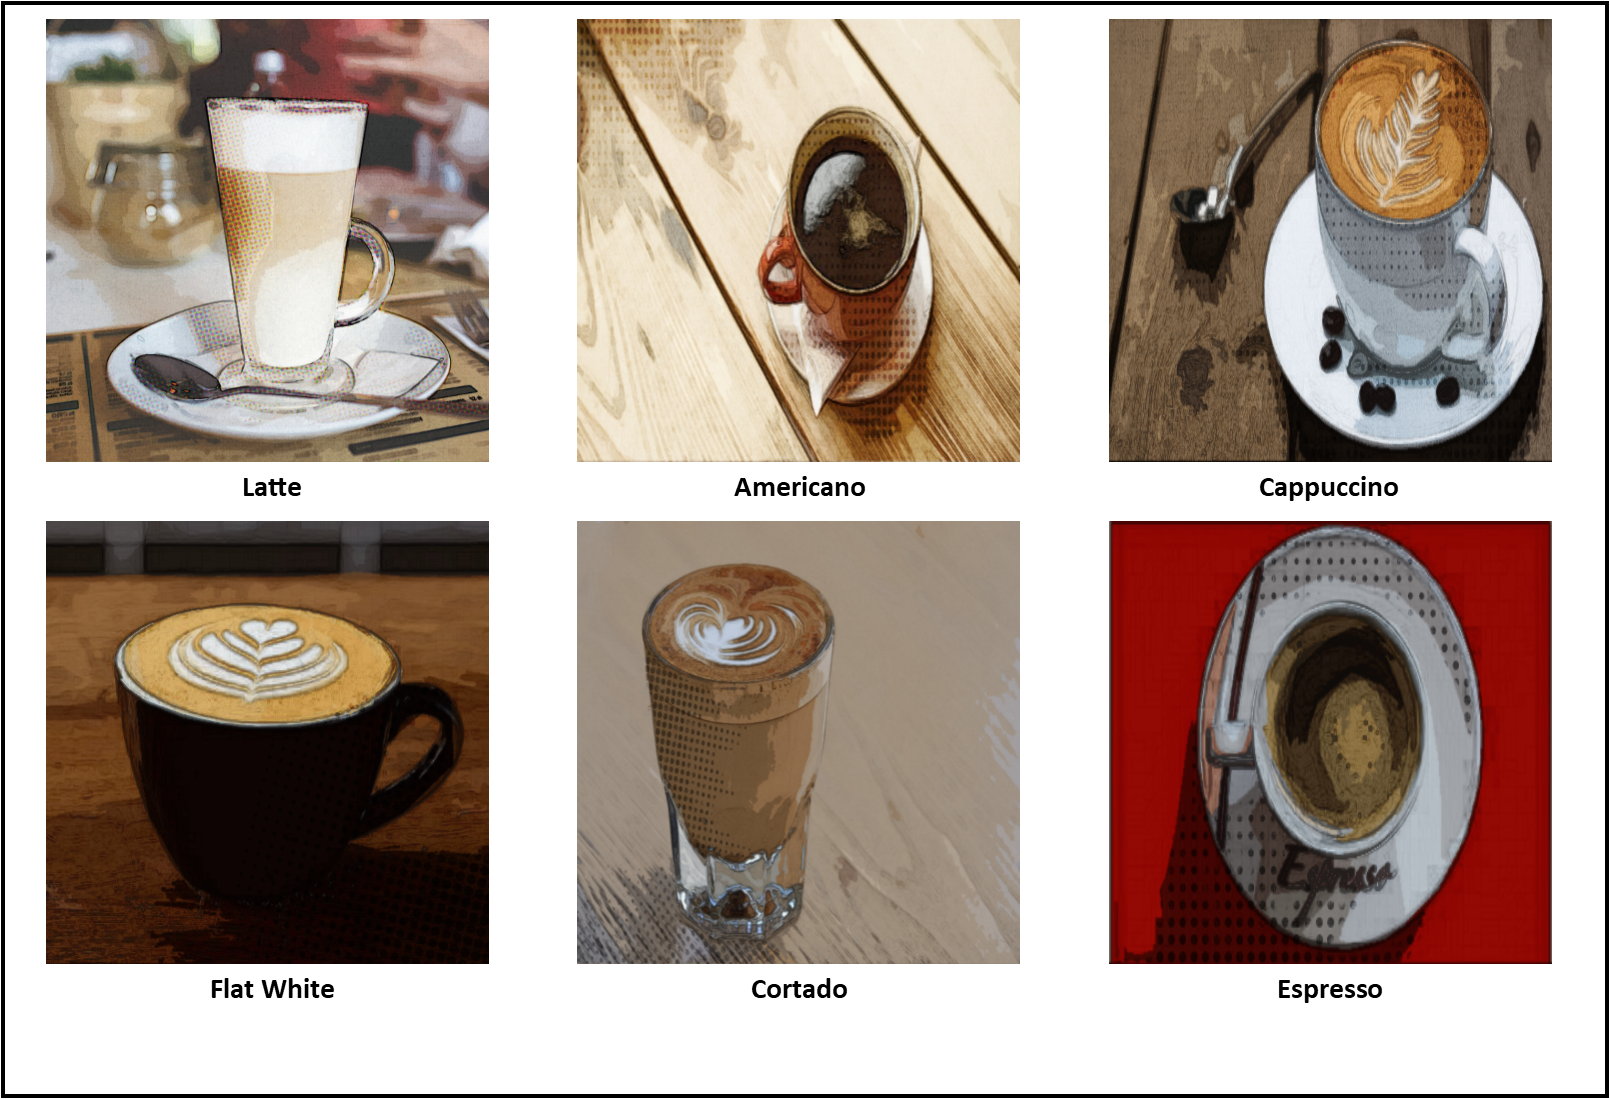 Latte
Americano
Cappuccino
Espresso
Flat White
Cortado
Espresso